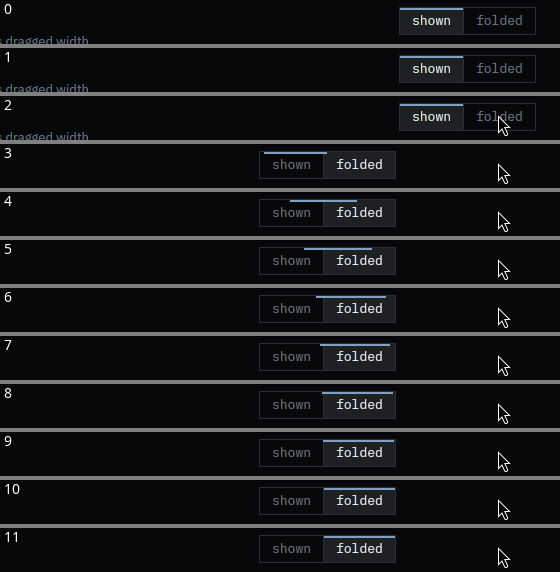 0 shown folded
s dragged width
1 shown folded
s dragged width
2 shown folded
s dragged width
3 shown folded
4 shown folded
5 shown folded
6 shown folded
7 shown folded
8 shown folded
9 shown folded
10 shown folded
11 shown folded